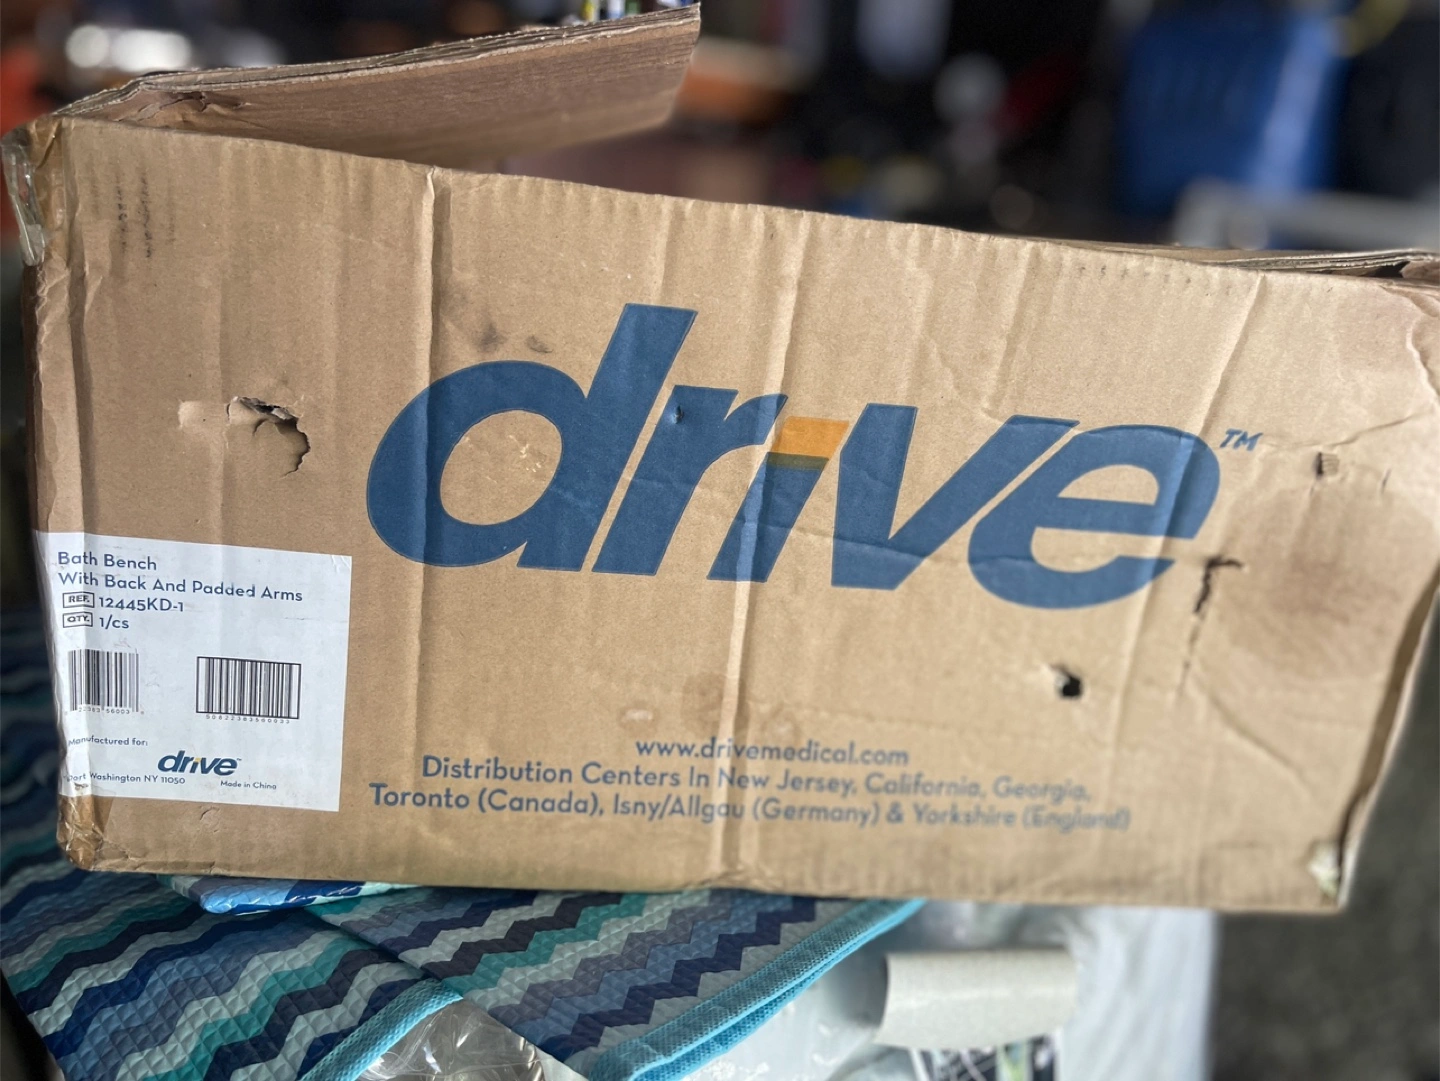 drive™
Bath Bench
With Back And Padded Arms
REF. 12445KD-1
QTY. 1/cs
Manufactured for:
drive
Port Washington NY 11050
Made in China
www.drivemedical.com
Distribution Centers In New Jersey, California, Georgia,
Toronto (Canada), Isny/Allgau (Germany) & Yorkshire (England)